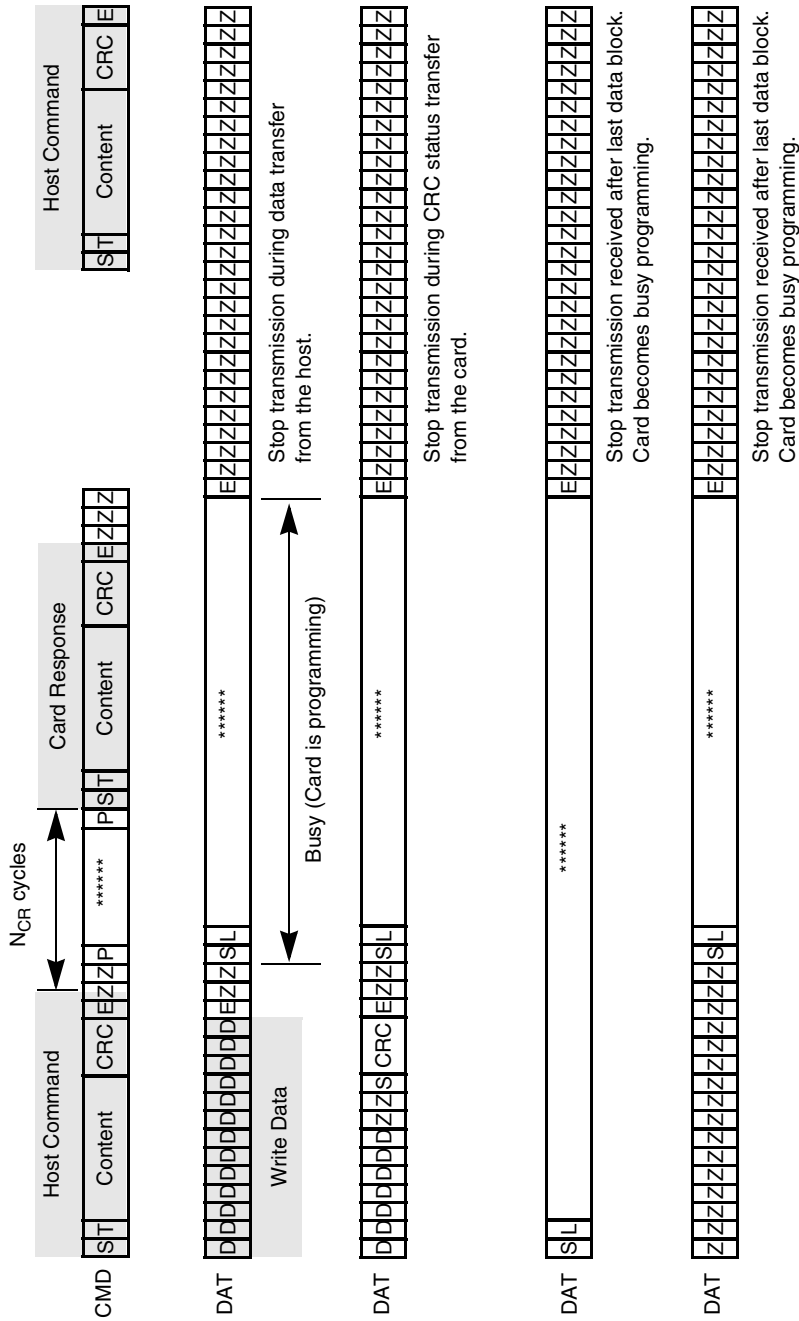 Host Command N_CR cycles Card Response Host Command
CMD S T Content CRC E Z Z P ****** P S T Content CRC E Z Z Z S T Content CRC E
DAT D D D D D D D D D D D D D E Z Z S L ****** E Z Z Z Z Z Z Z Z Z Z Z Z Z Z Z Z Z Z Z Z Z Z Z Z Z Z
Write Data
Busy (Card is programming)
Stop transmission during data transfer
from the host.
DAT D D D D D D D Z Z S CRC E Z Z S L ****** E Z Z Z Z Z Z Z Z Z Z Z Z Z Z Z Z Z Z Z Z Z Z Z Z Z Z
Stop transmission during CRC status transfer
from the card.
DAT S L ****** E Z Z Z Z Z Z Z Z Z Z Z Z Z Z Z Z Z Z Z Z Z Z Z Z Z Z
Stop transmission received after last data block.
Card becomes busy programming.
DAT Z Z Z Z Z Z Z Z Z Z Z Z Z Z Z Z S L ****** E Z Z Z Z Z Z Z Z Z Z Z Z Z Z Z Z Z Z Z Z Z Z Z Z Z Z
Stop transmission received after last data block.
Card becomes busy programming.